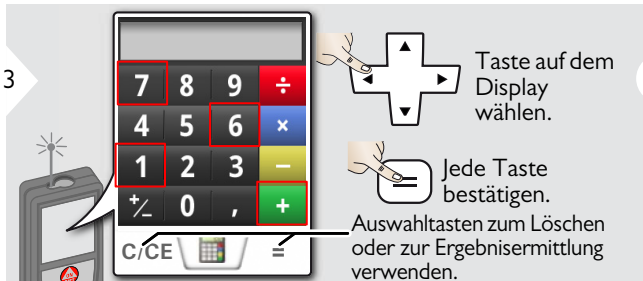 3
7 8 9 ÷
4 5 6 ×
1 2 3 −
+/− 0 , +
C/CE =
Taste auf dem
Display
wählen.
=
Jede Taste
bestätigen.
Auswahltasten zum Löschen
oder zur Ergebnisermittlung
verwenden.